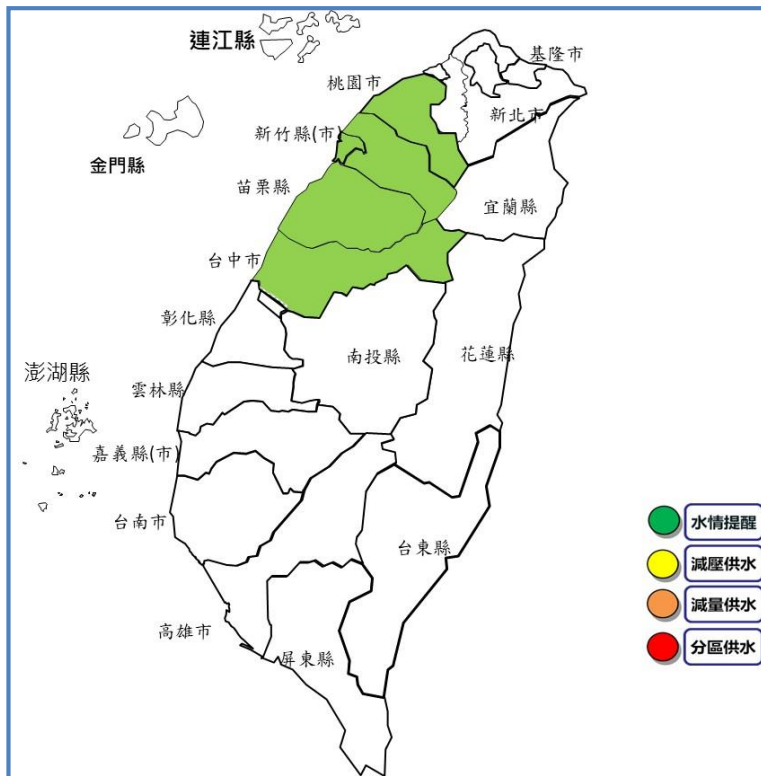 連江縣
基隆市
桃園市
新北市
新竹縣(市)
金門縣
苗栗縣
宜蘭縣
台中市
彰化縣
南投縣
花蓮縣
澎湖縣
雲林縣
嘉義縣(市)
台南市
台東縣
高雄市
屏東縣
水情提醒
減壓供水
減量供水
分區供水